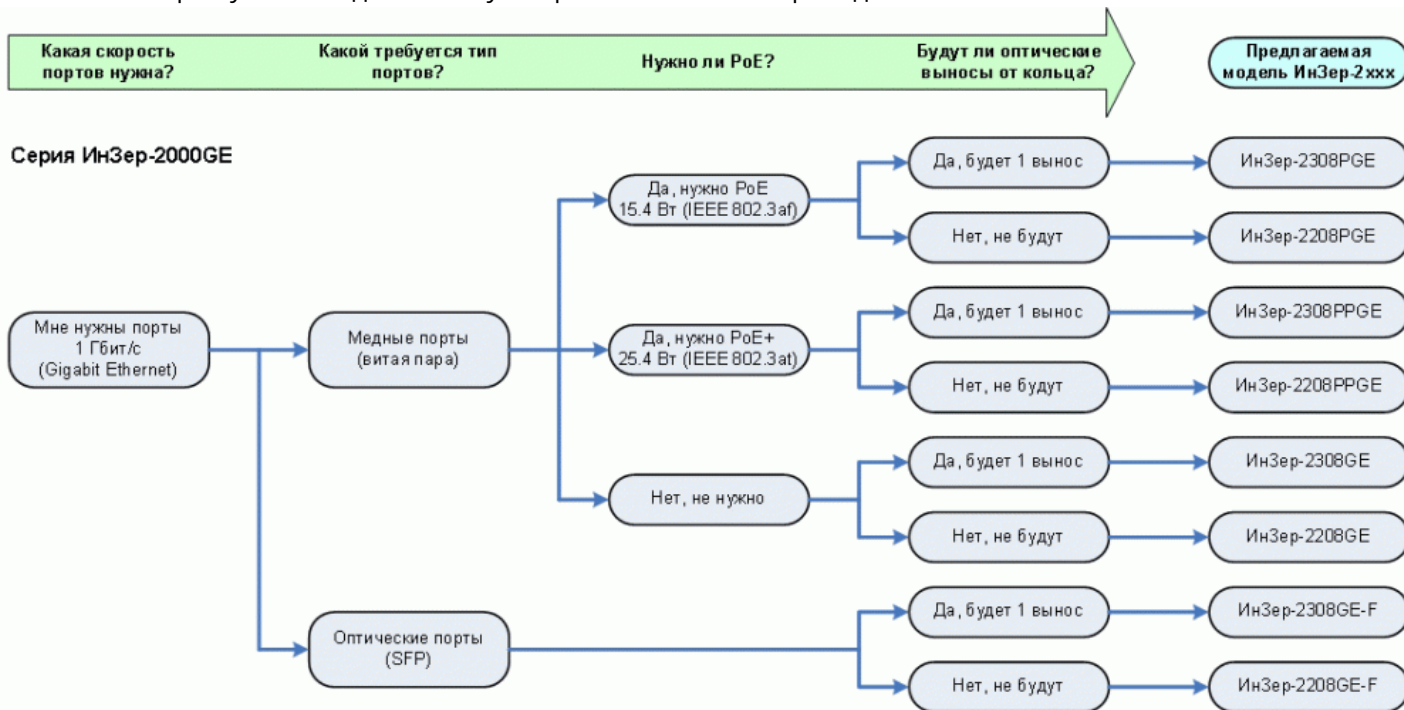 Какая скорость
портов нужна?
Какой требуется тип
портов?
Нужно ли PoE?
Будут ли оптические
выносы от кольца?
Предлагаемая
модель ИнЗер-2xxx
Серия ИнЗер-2000GE
Мне нужны порты
1 Гбит/с
(Gigabit Ethernet)
Медные порты
(витая пара)
Оптические порты
(SFP)
Да, нужно PoE
15.4 Вт (IEEE 802.3af)
Да, нужно PoE+
25.4 Вт (IEEE 802.3at)
Нет, не нужно
Да, будет 1 вынос
ИнЗер-2308PGE
Нет, не будут
ИнЗер-2208PGE
Да, будет 1 вынос
ИнЗер-2308PPGE
Нет, не будут
ИнЗер-2208PPGE
Да, будет 1 вынос
ИнЗер-2308GE
Нет, не будут
ИнЗер-2208GE
Да, будет 1 вынос
ИнЗер-2308GE-F
Нет, не будут
ИнЗер-2208GE-F